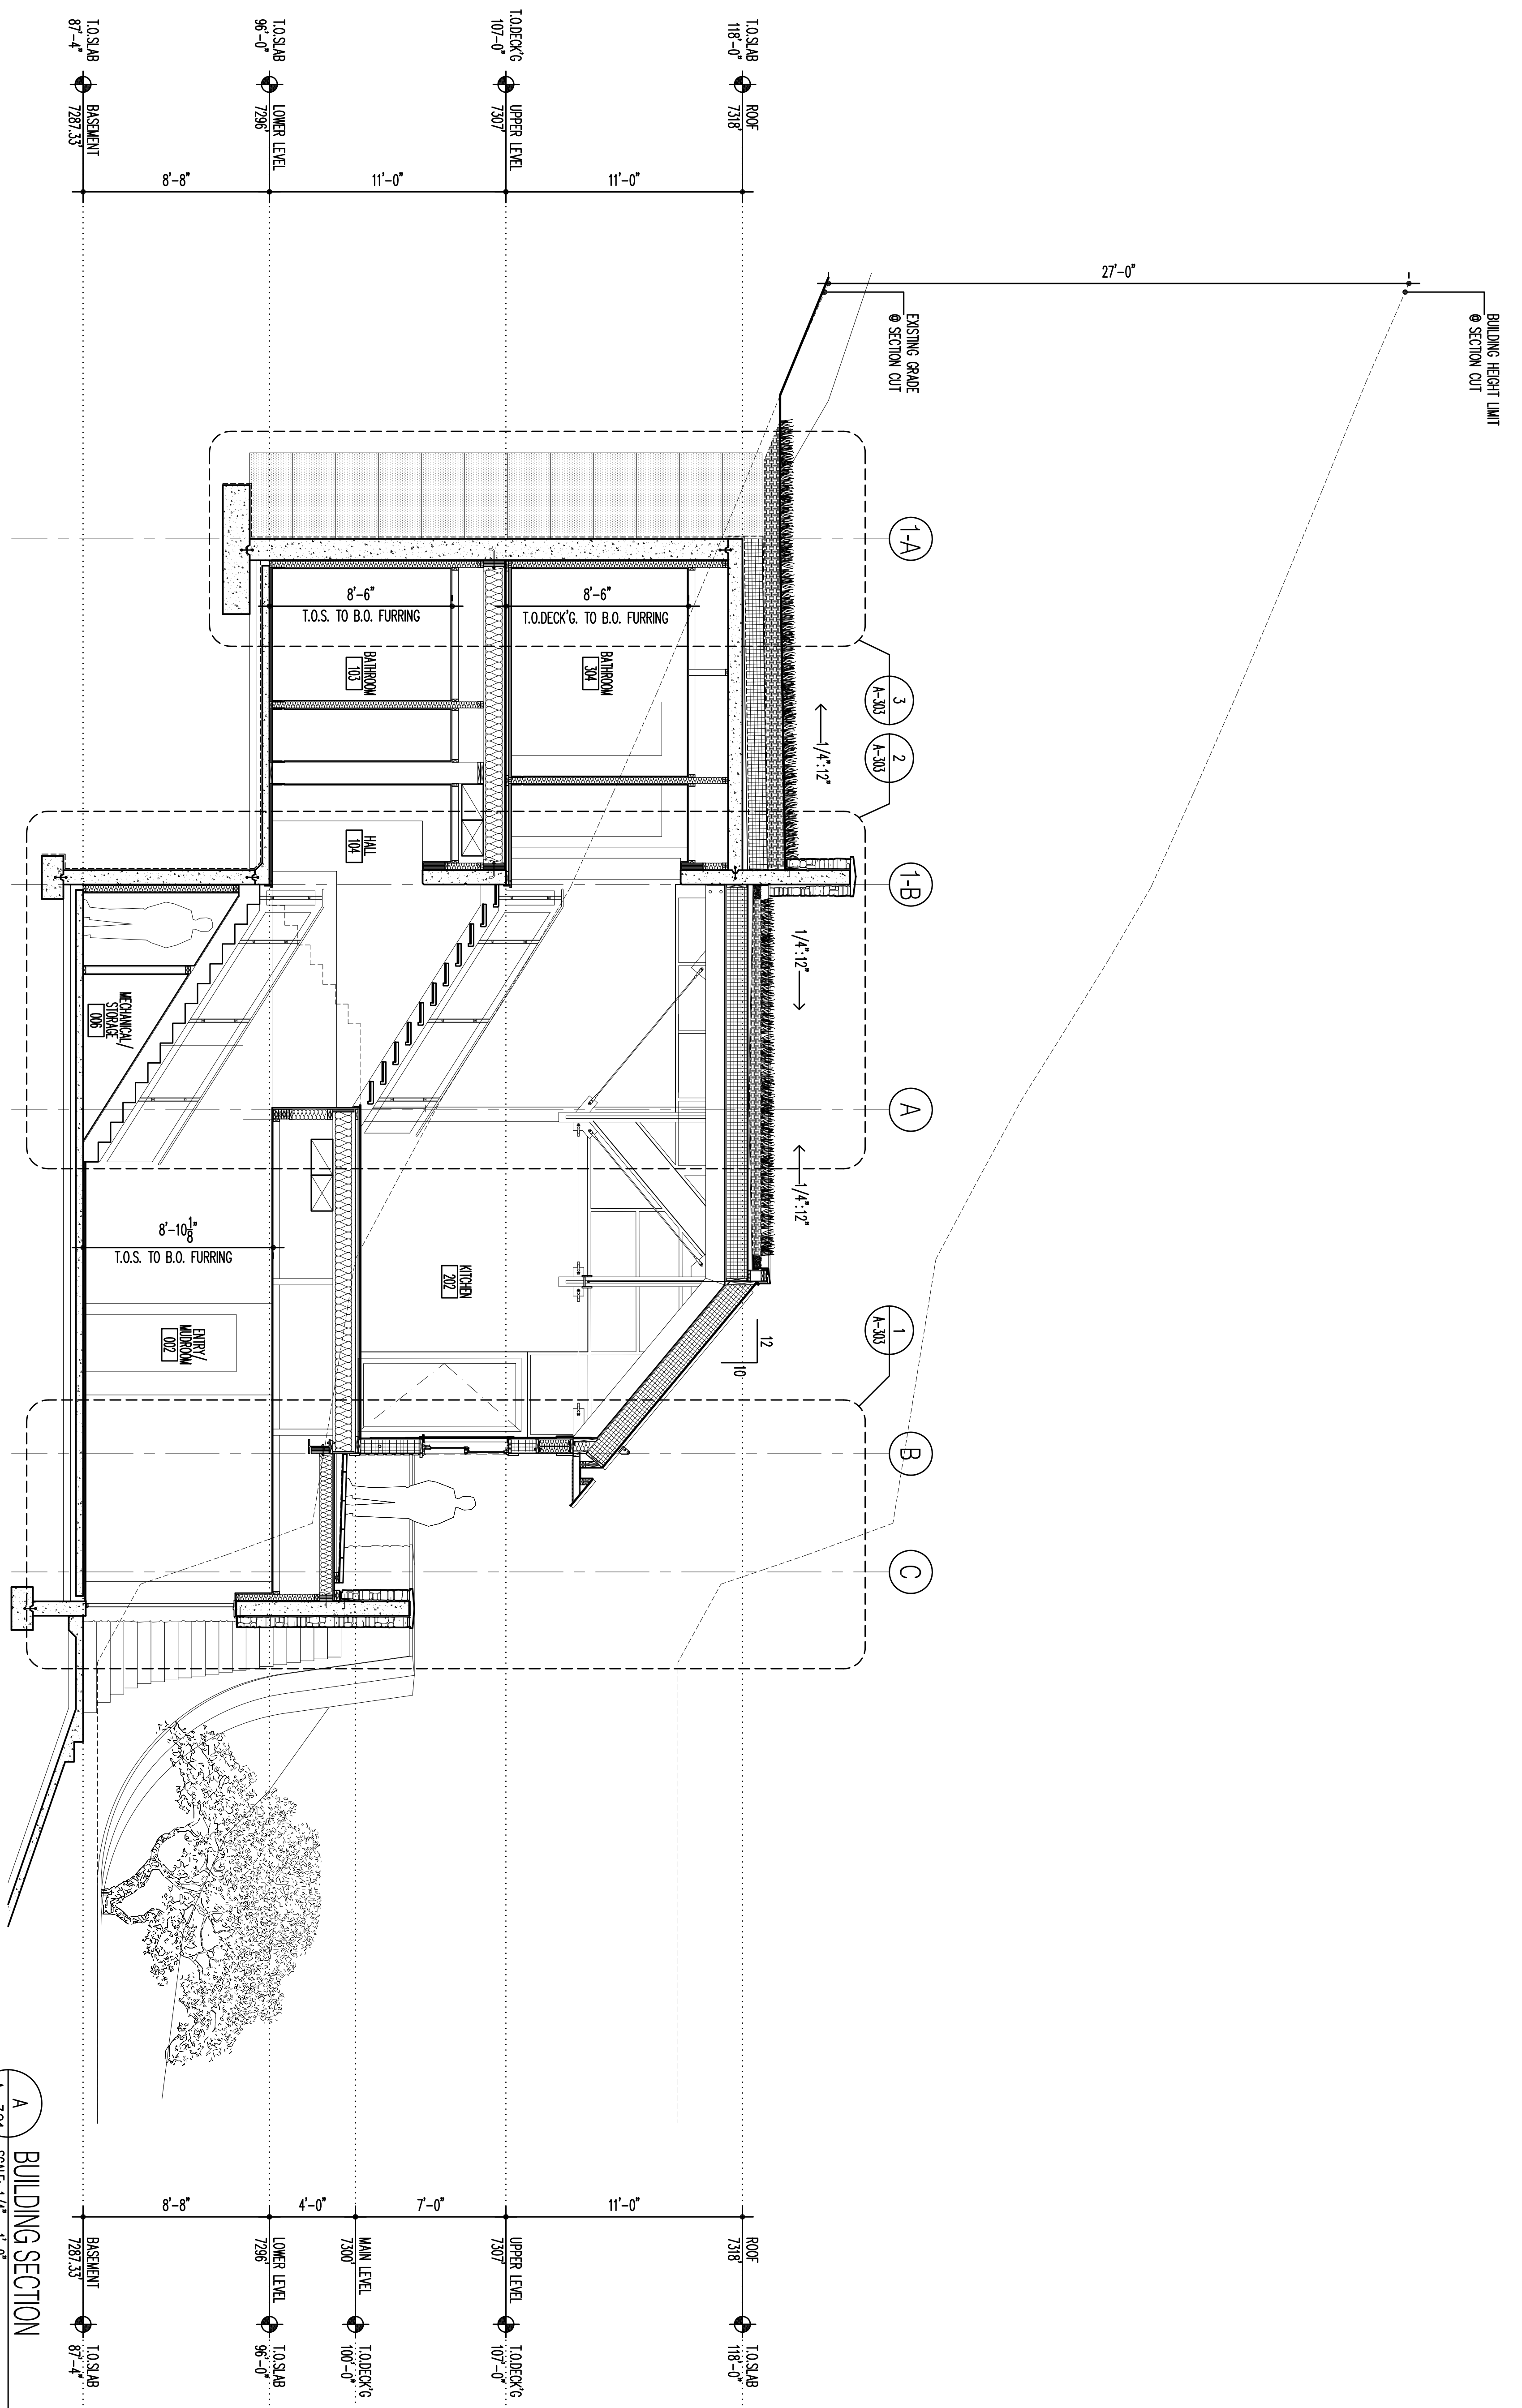 BUILDING HEIGHT LIMIT
@ SECTION CUT
27'-0"
EXISTING GRADE
@ SECTION CUT
1-A
1-B
A
B
C
3
A-303
2
A-303
1
A-303
1/4":12"
1/4":12"
1/4":12"
12
10
T.O.SLAB
118'-0"
ROOF
7318'
11'-0"
T.O.DECK'G
107-0"
UPPER LEVEL
7307'
11'-0"
T.O.SLAB
96'-0"
LOWER LEVEL
7296'
8'-8"
T.O.SLAB
87'-4"
BASEMENT
7287.33'
8'-6"
T.O.DECK'G. TO B.O. FURRING
BATHROOM
304
8'-6"
T.O.S. TO B.O. FURRING
BATHROOM
103
HALL
104
MECHANICAL/
STORAGE
006
KITCHEN
202
8'-10 1/8"
T.O.S. TO B.O. FURRING
ENTRY/
MUDROOM
002
11'-0"
ROOF
7318'
T.O.SLAB
118'-0"
7'-0"
UPPER LEVEL
7307'
T.O.DECK'G
107'-0"
4'-0"
MAIN LEVEL
7300'
T.O.DECK'G
100'-0"
8'-8"
LOWER LEVEL
7296'
T.O.SLAB
96'-0"
BASEMENT
7287.33'
T.O.SLAB
87'-4"
A
BUILDING SECTION